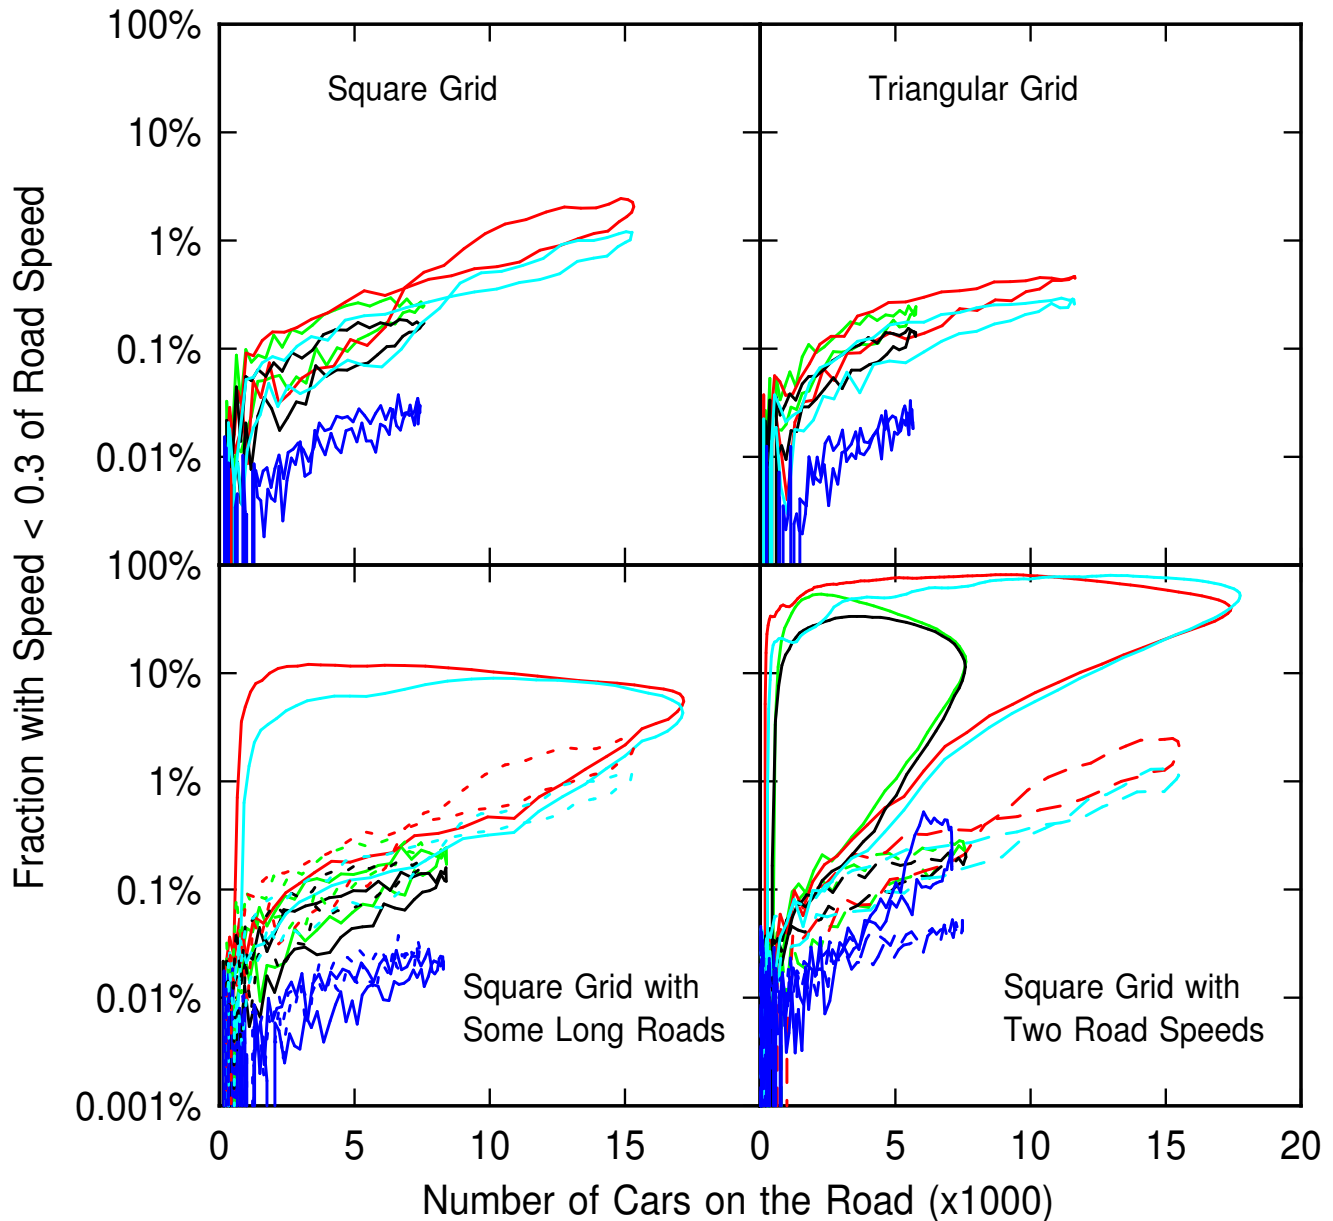 100%
Square Grid
Triangular Grid
10%
1%
0.1%
0.01%
100%
10%
1%
0.1%
0.01%
0.001%
Square Grid with
Some Long Roads
Square Grid with
Two Road Speeds
0
5
10
15
0
5
10
15
20
Number of Cars on the Road (x1000)
Fraction with Speed < 0.3 of Road Speed